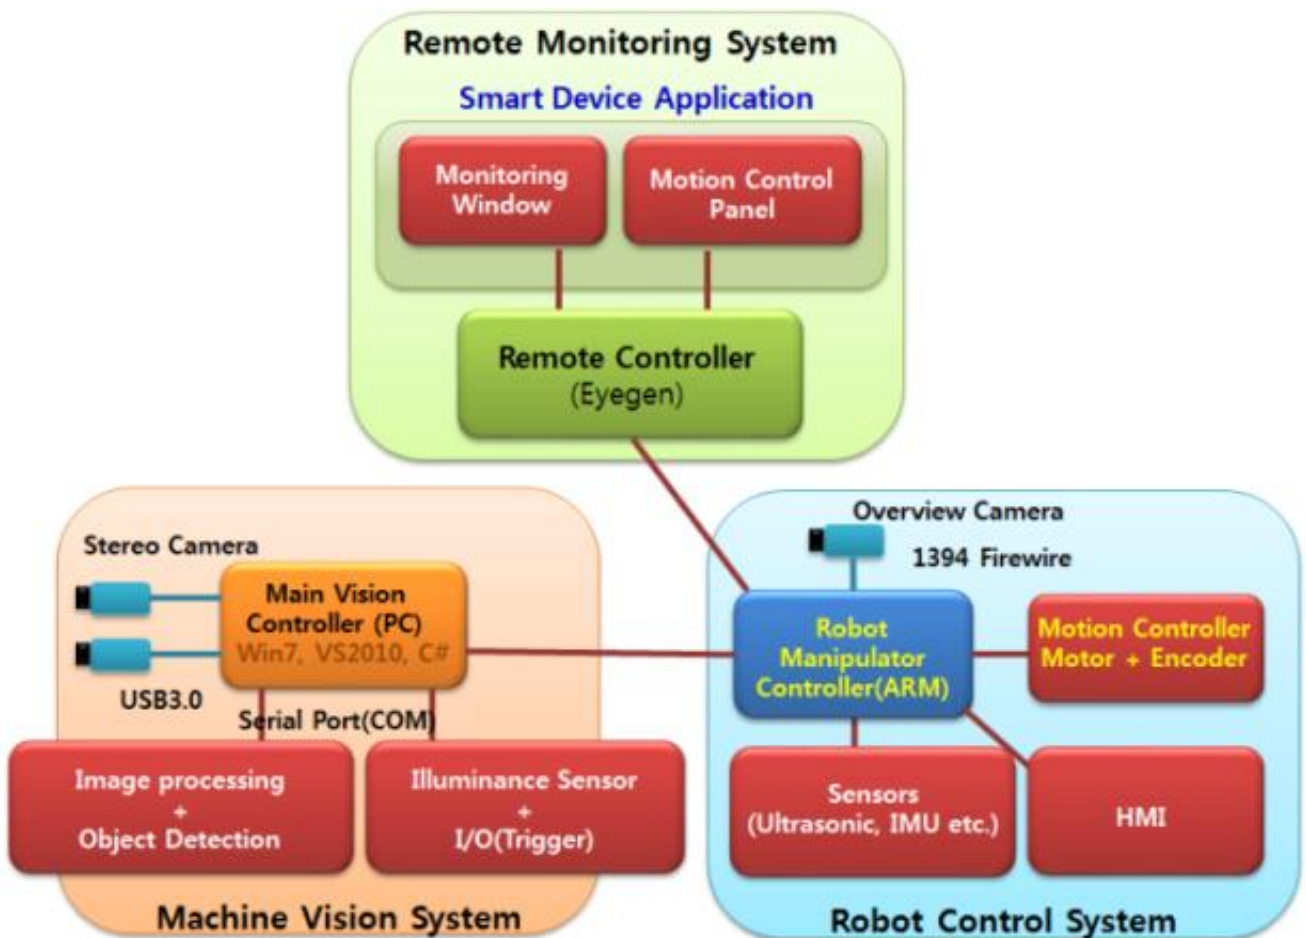 Remote Monitoring System
Smart Device Application
Monitoring
Window
Motion Control
Panel
Remote Controller
(Eyegen)
Stereo Camera
Main Vision
Controller (PC)
Win7, VS2010, C#
USB3.0
Serial Port(COM)
Image processing
+
Object Detection
Illuminance Sensor
+
I/O(Trigger)
Machine Vision System
Overview Camera
1394 Firewire
Robot
Manipulator
Controller(ARM)
Motion Controller
Motor + Encoder
Sensors
(Ultrasonic, IMU etc.)
HMI
Robot Control System